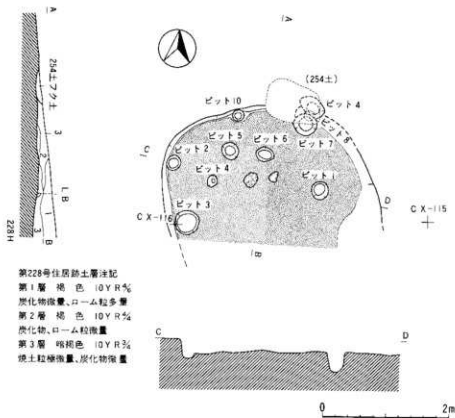 A
254土フク土
3
2
L.B
1
3
B
228H
A
(254土)
ピット4
ピット10
ピット8
ピット5
ピット6
ピット7
ピット2
C
ピット4
ピット1
D
C X-115
ピット3
C X-116
B
第228号住居跡土層注記
第1層 褐色 10YR4/6
炭化物微量、ローム粒多量
第2層 褐色 10YR4/4
炭化物、ローム粒微量
第3層 暗褐色 10YR3/4
焼土粒極微量、炭化物微量
C
D
0 2m